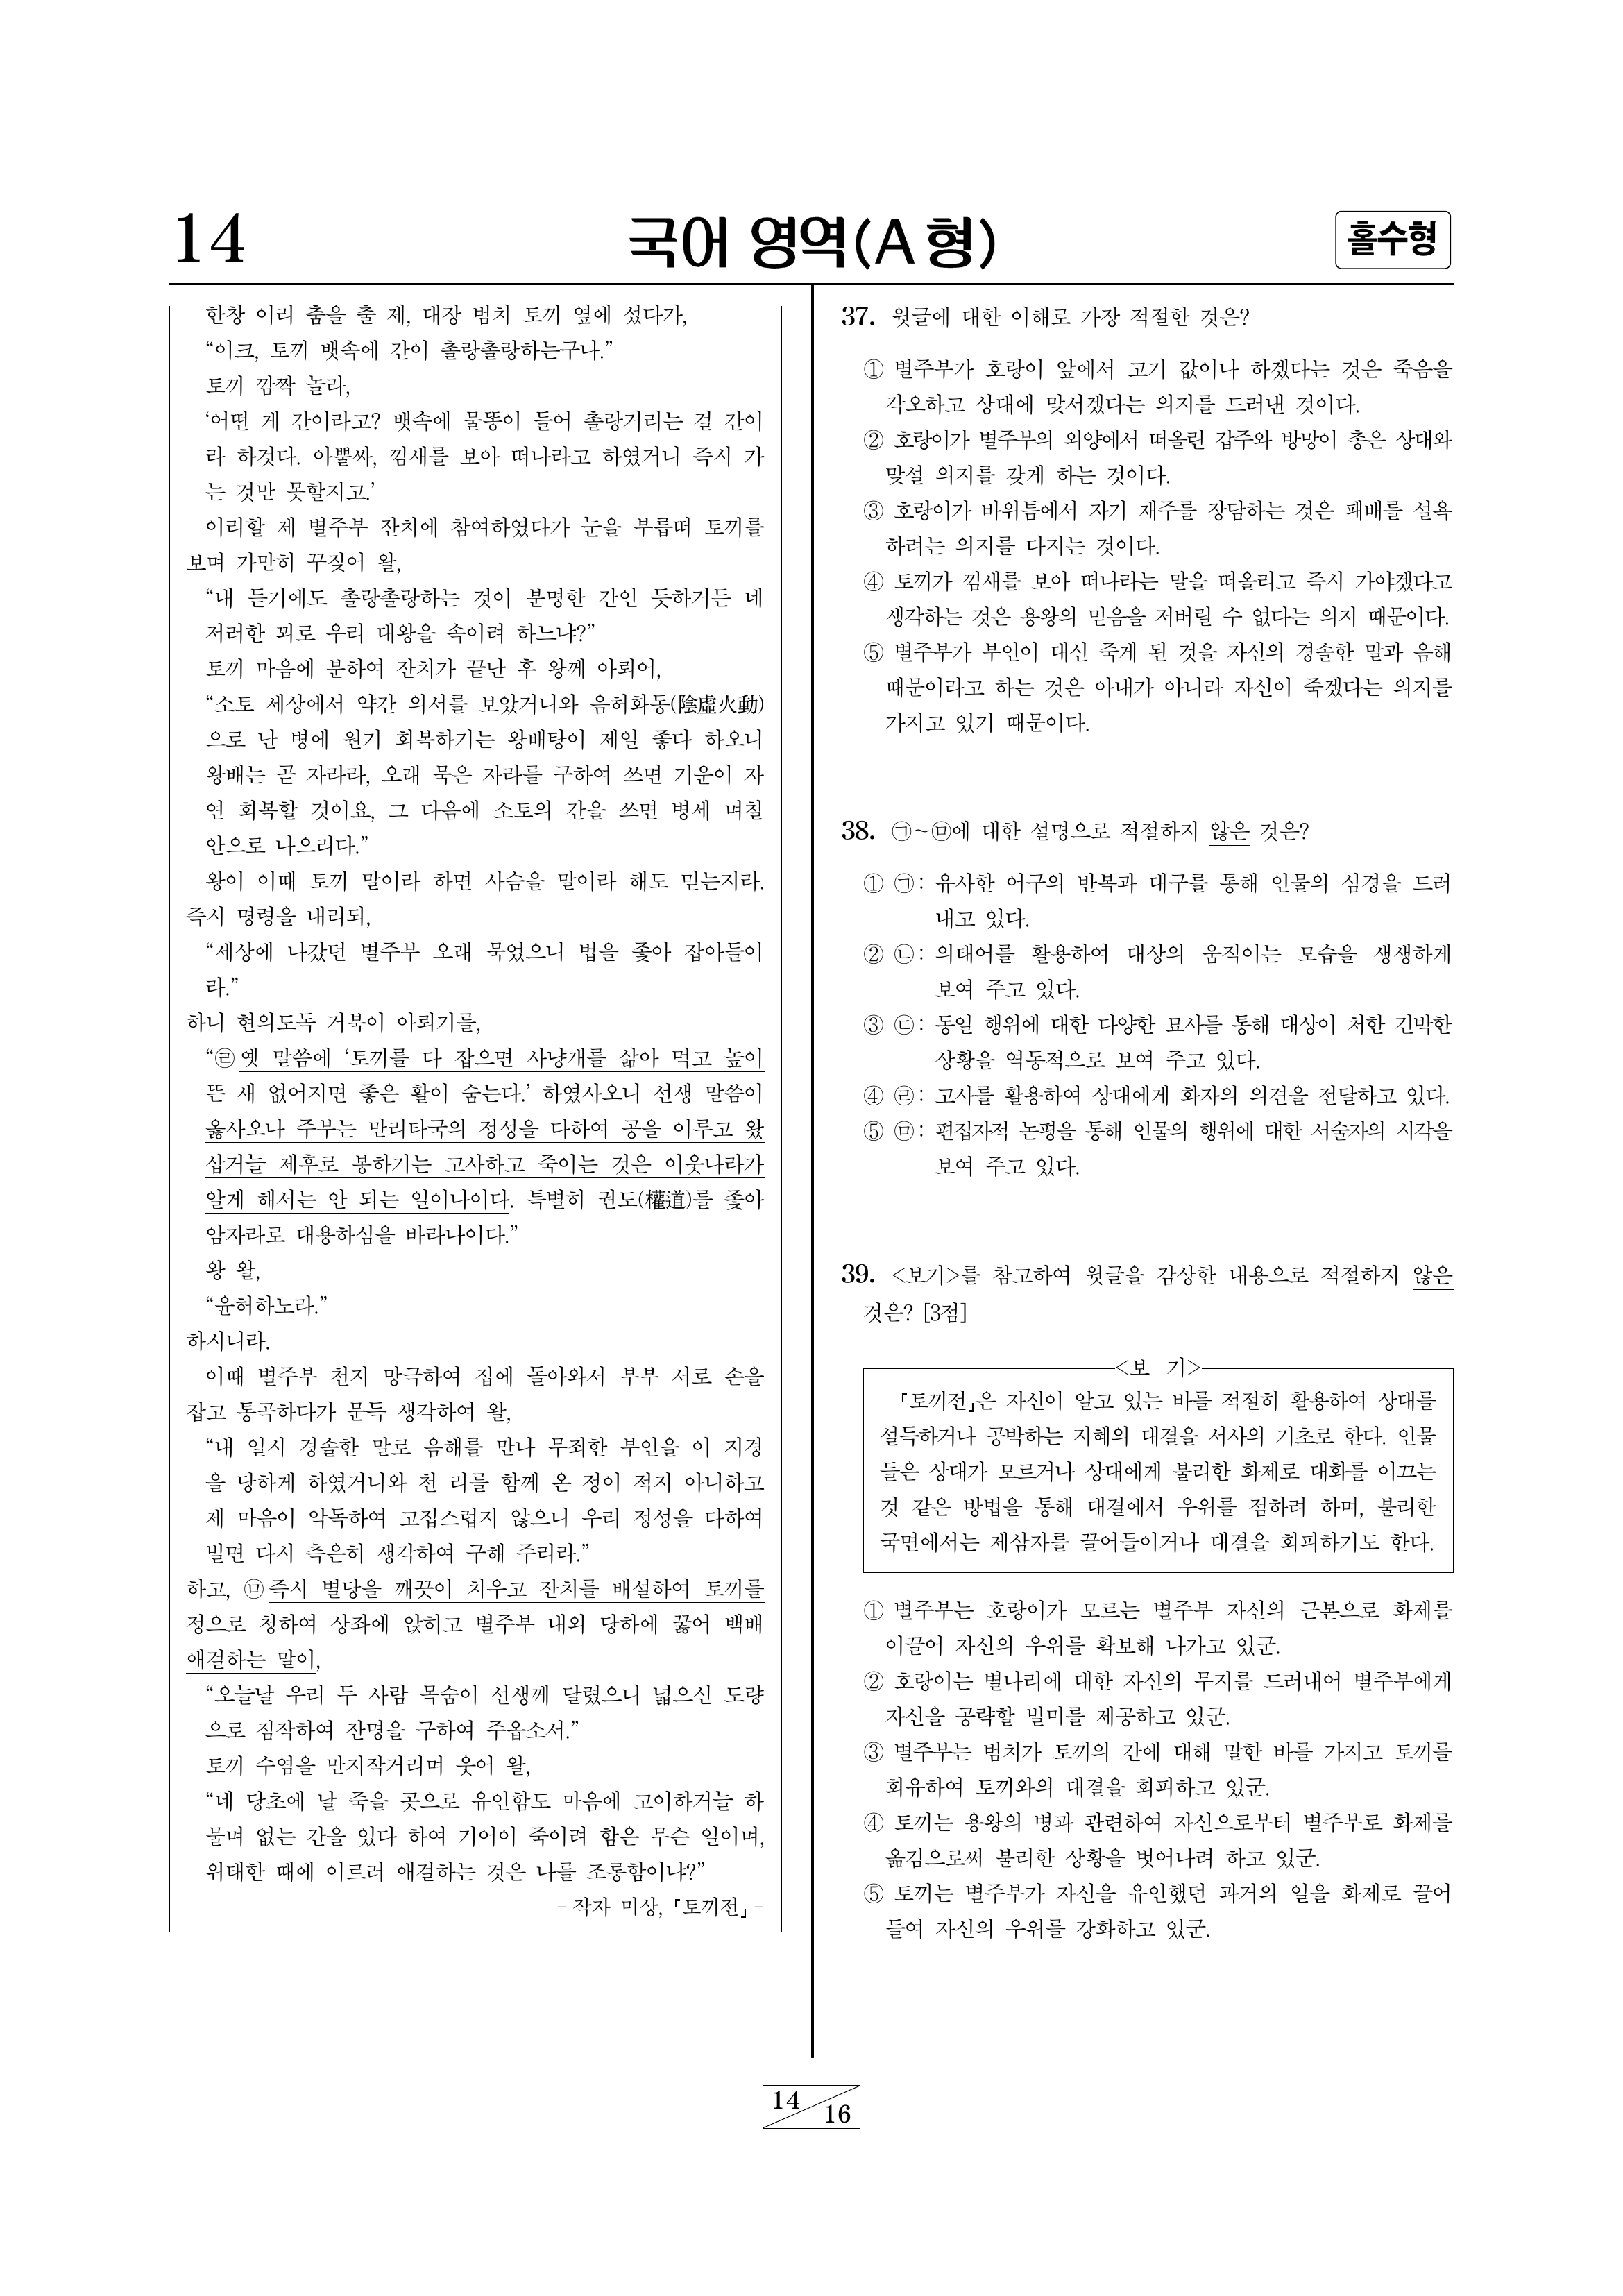 14
국어 영역(A 형)
홀수형
한창 이리 춤을 출 제, 대장 범치 토끼 옆에 섰다가,
“이크, 토끼 뱃속에 간이 촐랑촐랑하는구나.”
토끼 깜짝 놀라,
‘어떤 게 간이라고? 뱃속에 물똥이 들어 촐랑거리는 걸 간이
라 하것다. 아뿔싸, 낌새를 보아 떠나라고 하였거니 즉시 가
는 것만 못할지고.’
이리할 제 별주부 잔치에 참여하였다가 눈을 부릅떠 토끼를
보며 가만히 꾸짖어 왈,
“내 듣기에도 촐랑촐랑하는 것이 분명한 간인 듯하거든 네
저러한 꾀로 우리 대왕을 속이려 하느냐?”
토끼 마음에 분하여 잔치가 끝난 후 왕께 아뢰어,
“소토 세상에서 약간 의서를 보았거니와 음허화동(陰虛火動)
으로 난 병에 원기 회복하기는 왕배탕이 제일 좋다 하오니
왕배는 곧 자라라, 오래 묵은 자라를 구하여 쓰면 기운이 자
연 회복할 것이요, 그 다음에 소토의 간을 쓰면 병세 며칠
안으로 나으리다.”
왕이 이때 토끼 말이라 하면 사슴을 말이라 해도 믿는지라.
즉시 명령을 내리되,
“세상에 나갔던 별주부 오래 묵었으니 법을 좇아 잡아들이
라.”
하니 현의도독 거북이 아뢰기를,
“㉣옛 말씀에 ‘토끼를 다 잡으면 사냥개를 삶아 먹고 높이
뜬 새 없어지면 좋은 활이 숨는다.’ 하였사오니 선생 말씀이
옳사오나 주부는 만리타국의 정성을 다하여 공을 이루고 왔
삽거늘 제후로 봉하기는 고사하고 죽이는 것은 이웃나라가
알게 해서는 안 되는 일이나이다. 특별히 권도(權道)를 좇아
암자라로 대용하심을 바라나이다.”
왕 왈,
“윤허하노라.”
하시니라.
이때 별주부 천지 망극하여 집에 돌아와서 부부 서로 손을
잡고 통곡하다가 문득 생각하여 왈,
“내 일시 경솔한 말로 음해를 만나 무죄한 부인을 이 지경
을 당하게 하였거니와 천 리를 함께 온 정이 적지 아니하고
제 마음이 악독하여 고집스럽지 않으니 우리 정성을 다하여
빌면 다시 측은히 생각하여 구해 주리라.”
하고, ㉤즉시 별당을 깨끗이 치우고 잔치를 배설하여 토끼를
정으로 청하여 상좌에 앉히고 별주부 내외 당하에 꿇어 백배
애걸하는 말이,
“오늘날 우리 두 사람 목숨이 선생께 달렸으니 넓으신 도량
으로 짐작하여 잔명을 구하여 주옵소서.”
토끼 수염을 만지작거리며 웃어 왈,
“네 당초에 날 죽을 곳으로 유인함도 마음에 고이하거늘 하
물며 없는 간을 있다 하여 기어이 죽이려 함은 무슨 일이며,
위태한 때에 이르러 애걸하는 것은 나를 조롱함이냐?”
- 작자 미상, 「토끼전」 -
37. 윗글에 대한 이해로 가장 적절한 것은?
① 별주부가 호랑이 앞에서 고기 값이나 하겠다는 것은 죽음을
각오하고 상대에 맞서겠다는 의지를 드러낸 것이다.
② 호랑이가 별주부의 외양에서 떠올린 갑주와 방망이 총은 상대와
맞설 의지를 갖게 하는 것이다.
③ 호랑이가 바위틈에서 자기 재주를 장담하는 것은 패배를 설욕
하려는 의지를 다지는 것이다.
④ 토끼가 낌새를 보아 떠나라는 말을 떠올리고 즉시 가야겠다고
생각하는 것은 용왕의 믿음을 저버릴 수 없다는 의지 때문이다.
⑤ 별주부가 부인이 대신 죽게 된 것을 자신의 경솔한 말과 음해
때문이라고 하는 것은 아내가 아니라 자신이 죽겠다는 의지를
가지고 있기 때문이다.
38. ㉠~㉤에 대한 설명으로 적절하지 않은 것은?
① ㉠: 유사한 어구의 반복과 대구를 통해 인물의 심경을 드러
내고 있다.
② ㉡: 의태어를 활용하여 대상의 움직이는 모습을 생생하게
보여 주고 있다.
③ ㉢: 동일 행위에 대한 다양한 묘사를 통해 대상이 처한 긴박한
상황을 역동적으로 보여 주고 있다.
④ ㉣: 고사를 활용하여 상대에게 화자의 의견을 전달하고 있다.
⑤ ㉤: 편집자적 논평을 통해 인물의 행위에 대한 서술자의 시각을
보여 주고 있다.
39. <보기>를 참고하여 윗글을 감상한 내용으로 적절하지 않은
것은? [3점]
<보 기>
「토끼전」은 자신이 알고 있는 바를 적절히 활용하여 상대를
설득하거나 공박하는 지혜의 대결을 서사의 기초로 한다. 인물
들은 상대가 모르거나 상대에게 불리한 화제로 대화를 이끄는
것 같은 방법을 통해 대결에서 우위를 점하려 하며, 불리한
국면에서는 제삼자를 끌어들이거나 대결을 회피하기도 한다.
① 별주부는 호랑이가 모르는 별주부 자신의 근본으로 화제를
이끌어 자신의 우위를 확보해 나가고 있군.
② 호랑이는 별나리에 대한 자신의 무지를 드러내어 별주부에게
자신을 공략할 빌미를 제공하고 있군.
③ 별주부는 범치가 토끼의 간에 대해 말한 바를 가지고 토끼를
회유하여 토끼와의 대결을 회피하고 있군.
④ 토끼는 용왕의 병과 관련하여 자신으로부터 별주부로 화제를
옮김으로써 불리한 상황을 벗어나려 하고 있군.
⑤ 토끼는 별주부가 자신을 유인했던 과거의 일을 화제로 끌어
들여 자신의 우위를 강화하고 있군.
14
16